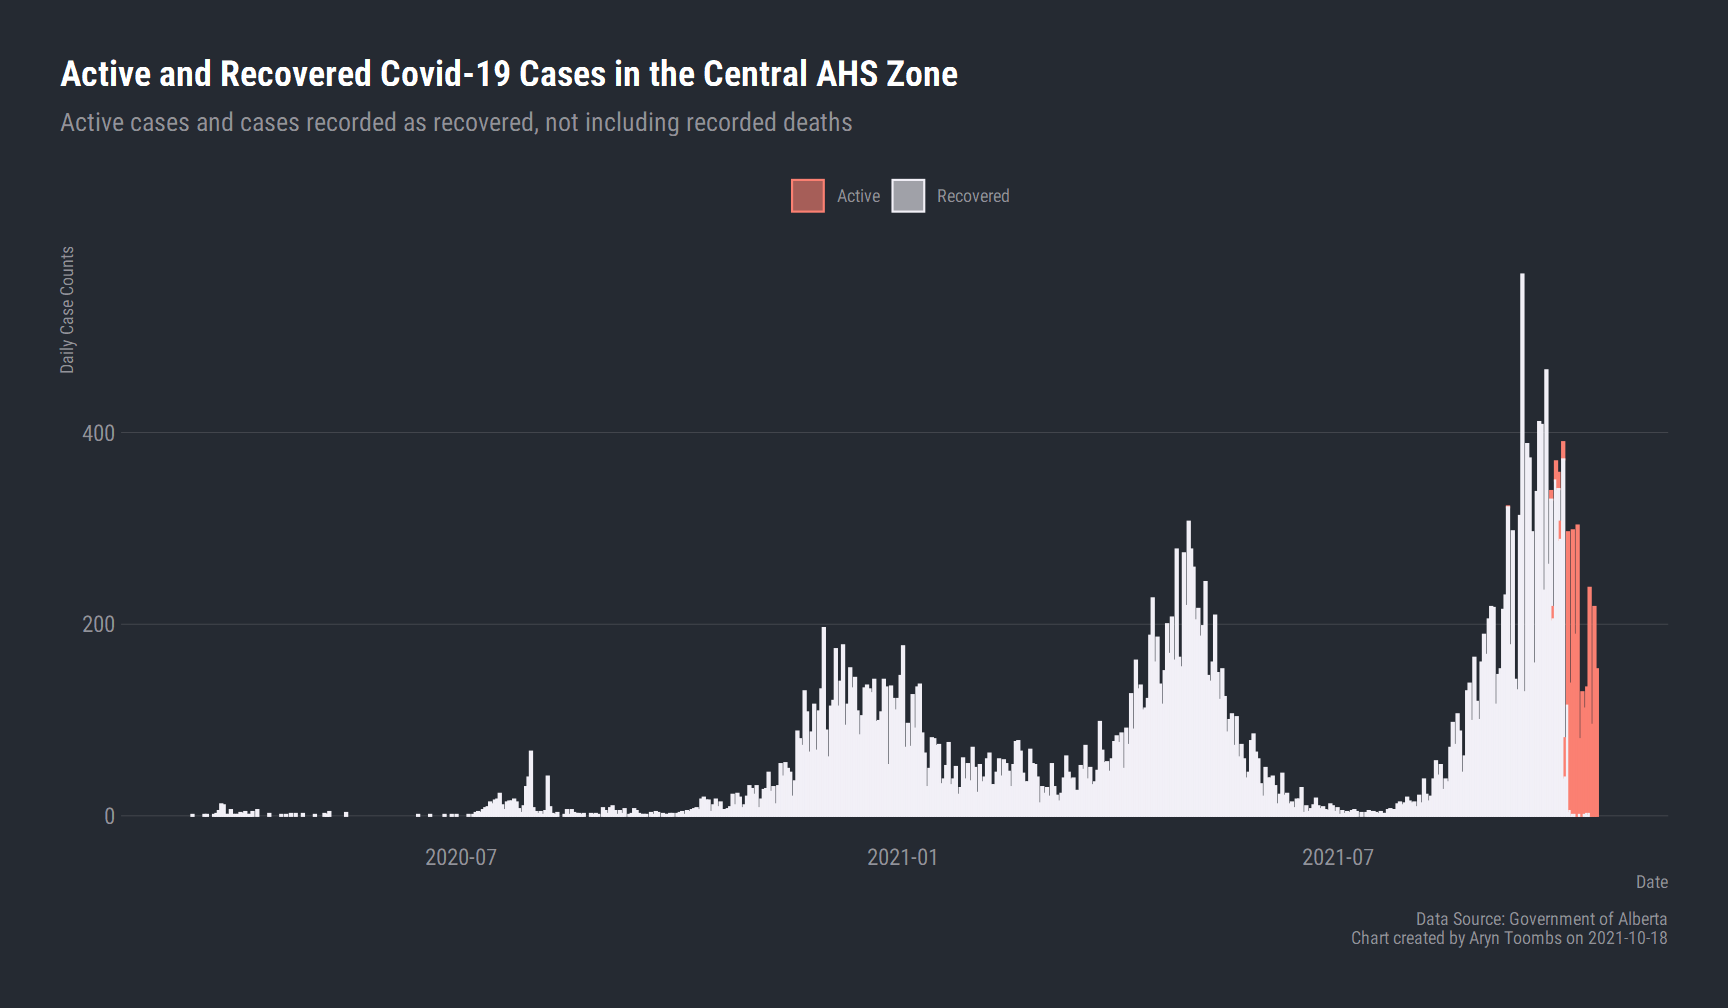 Active and Recovered Covid-19 Cases in the Central AHS Zone
Active cases and cases recorded as recovered, not including recorded deaths
Active
Recovered
Daily Case Counts
400
200
0
2020-07
2021-01
2021-07
Date
Data Source: Government of Alberta
Chart created by Aryn Toombs on 2021-10-18